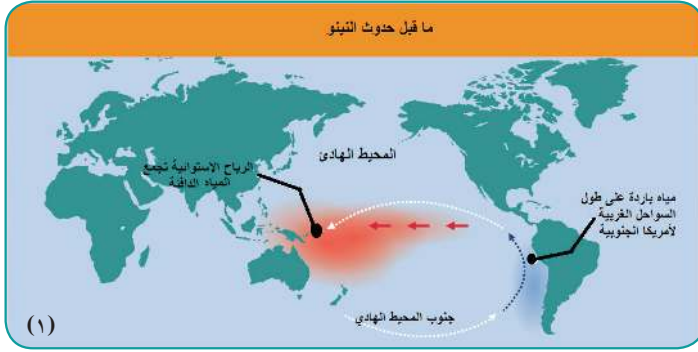 ما قبل حدوث النينو
المحيط الهادئ
الرياح الاستوائية تجمع
المياه الدافئة
مياه باردة على طول
السواحل الغربية
لأمريكا الجنوبية
جنوب المحيط الهادي
(١)